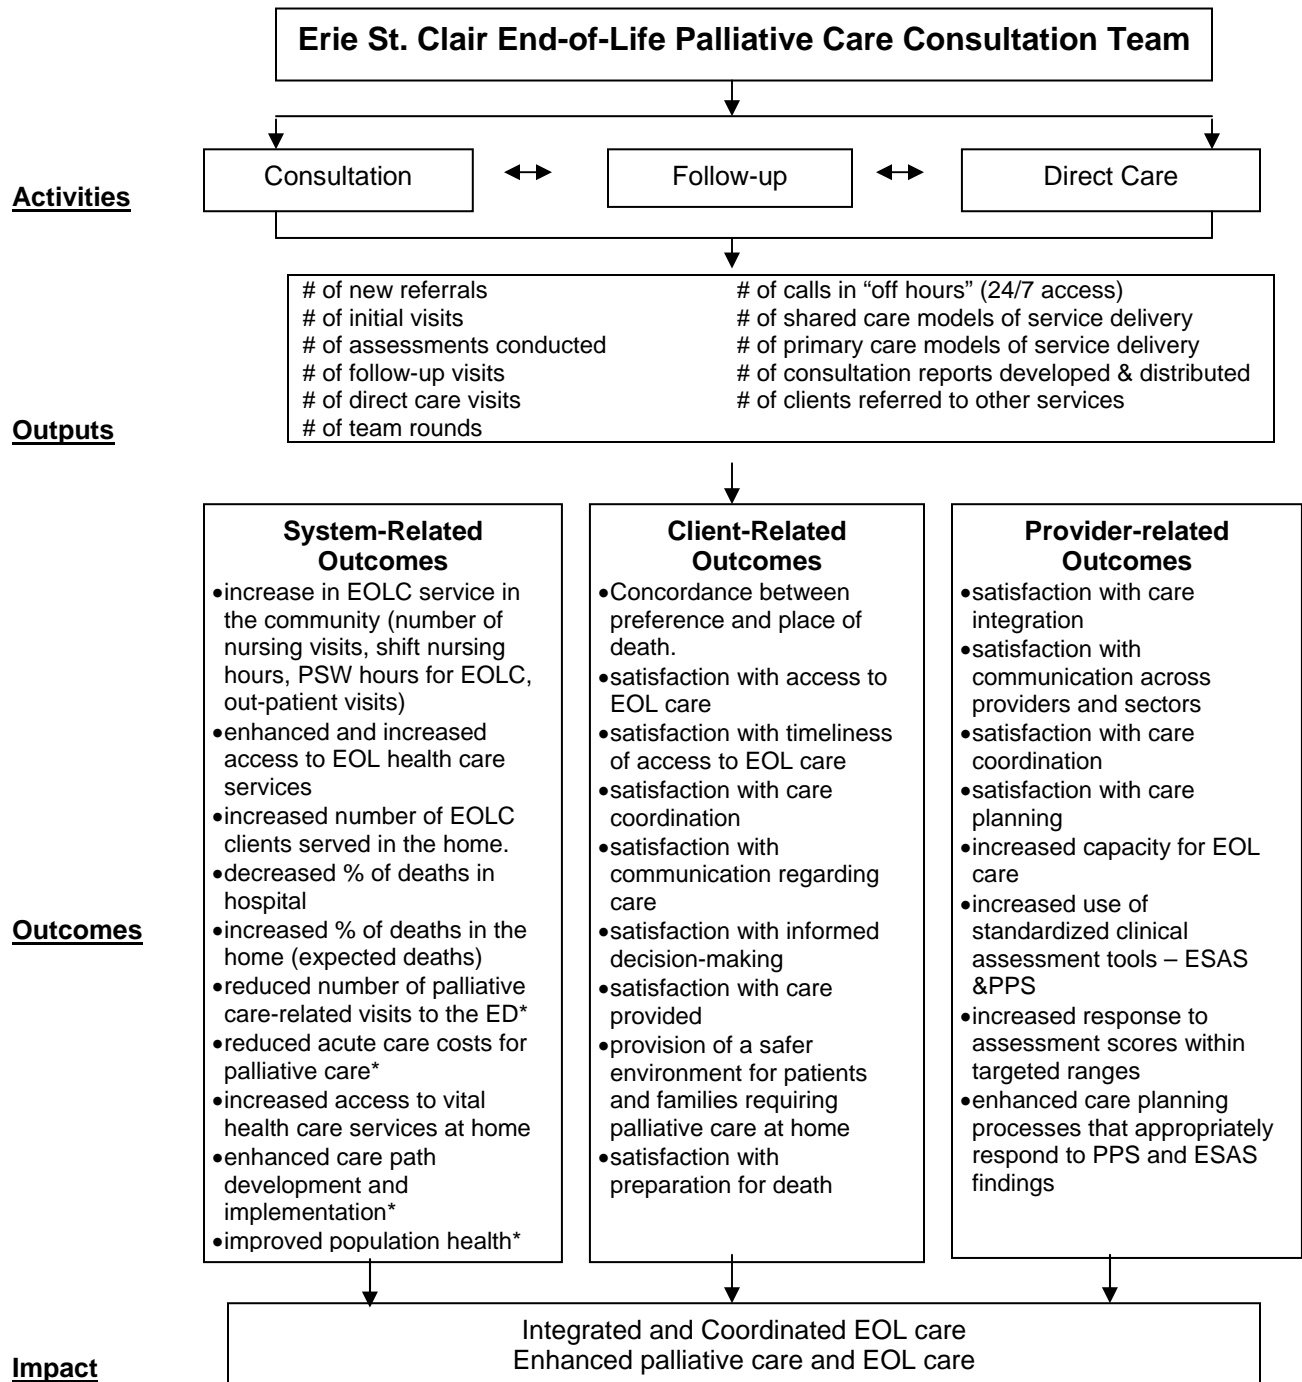 Erie St. Clair End-of-Life Palliative Care Consultation Team
Activities
Consultation
Follow-up
Direct Care
Outputs
# of new referrals
# of initial visits
# of assessments conducted
# of follow-up visits
# of direct care visits
# of team rounds
# of calls in “off hours” (24/7 access)
# of shared care models of service delivery
# of primary care models of service delivery
# of consultation reports developed & distributed
# of clients referred to other services
Outcomes
System-Related
Outcomes
•increase in EOLC service in
the community (number of
nursing visits, shift nursing
hours, PSW hours for EOLC,
out-patient visits)
•enhanced and increased
access to EOL health care
services
•increased number of EOLC
clients served in the home.
•decreased % of deaths in
hospital
•increased % of deaths in the
home (expected deaths)
•reduced number of palliative
care-related visits to the ED*
•reduced acute care costs for
palliative care*
•increased access to vital
health care services at home
•enhanced care path
development and
implementation*
•improved population health*
Client-Related
Outcomes
•Concordance between
preference and place of
death.
•satisfaction with access to
EOL care
•satisfaction with timeliness
of access to EOL care
•satisfaction with care
coordination
•satisfaction with
communication regarding
care
•satisfaction with informed
decision-making
•satisfaction with care
provided
•provision of a safer
environment for patients
and families requiring
palliative care at home
•satisfaction with
preparation for death
Provider-related
Outcomes
•satisfaction with care
integration
•satisfaction with
communication across
providers and sectors
•satisfaction with care
coordination
•satisfaction with care
planning
•increased capacity for EOL
care
•increased use of
standardized clinical
assessment tools – ESAS
&PPS
•increased response to
assessment scores within
targeted ranges
•enhanced care planning
processes that appropriately
respond to PPS and ESAS
findings
Impact
Integrated and Coordinated EOL care
Enhanced palliative care and EOL care